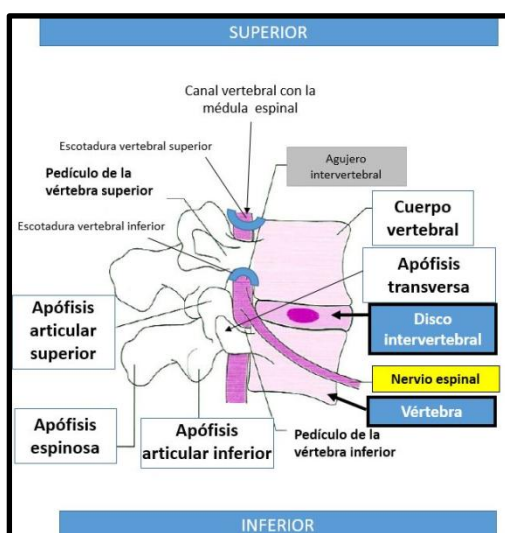 SUPERIOR
Canal vertebral con la
médula espinal
Escotadura vertebral superior
Agujero
intervertebral
Pedículo de la
vértebra superior
Cuerpo
vertebral
Escotadura vertebral inferior
Apófisis
transversa
Apófisis
articular
superior
Disco
intervertebral
Nervio espinal
Vértebra
Apófisis
espinosa
Apófisis
articular inferior
Pedículo de la
vértebra inferior
INFERIOR